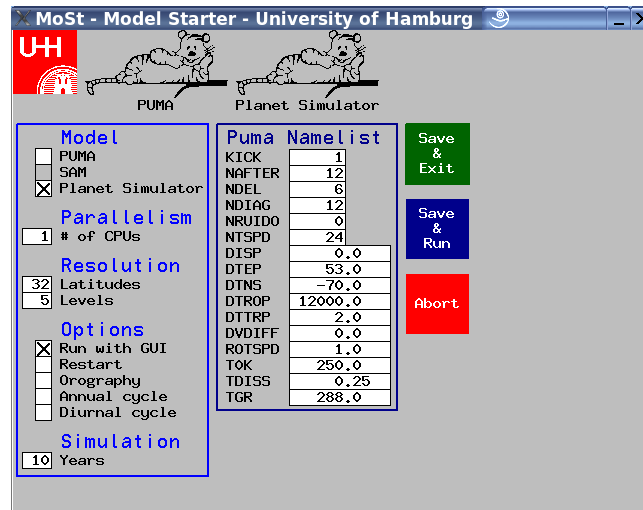 MoSt - Model Starter - University of Hamburg
UH
PUMA
Planet Simulator
Model
PUMA
SAM
Planet Simulator
Parallelism
1 # of CPUs
Resolution
32 Latitudes
5 Levels
Options
Run with GUI
Restart
Orography
Annual cycle
Diurnal cycle
Simulation
10 Years
Puma Namelist
KICK 1
NAFTER 12
NDEL 6
NDIAG 12
NRUIDO 0
NTSPD 24
DISP 0.0
DTEP 53.0
DTNS -70.0
DTROP 12000.0
DTTRP 2.0
DVDIFF 0.0
ROTSPD 1.0
TOK 250.0
TDISS 0.25
TGR 288.0
Save
&
Exit
Save
&
Run
Abort